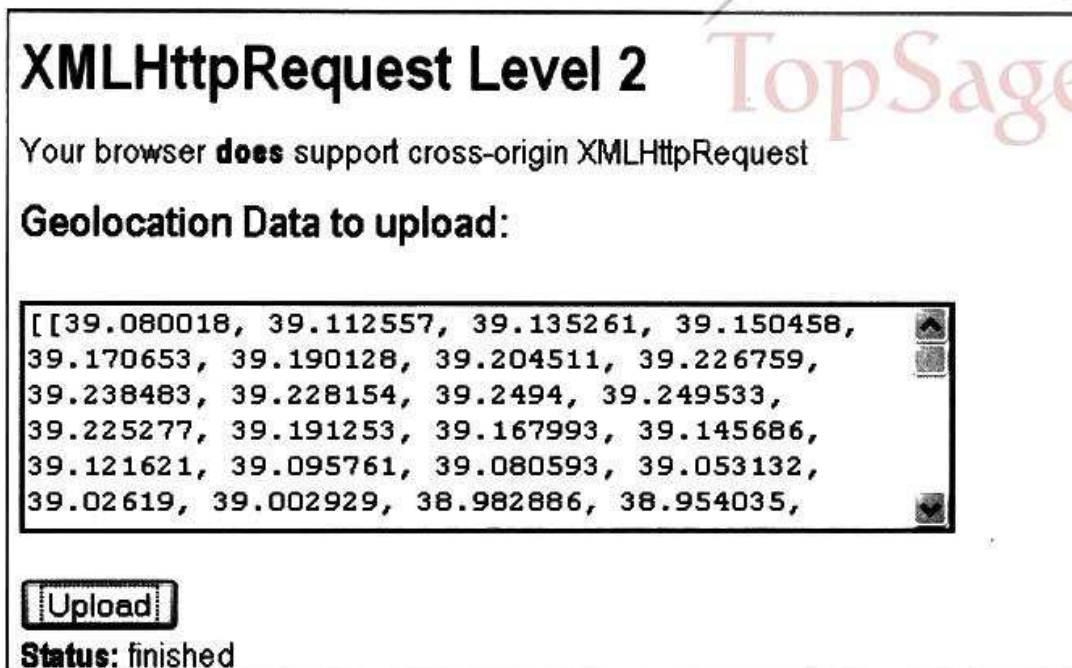 TopSage
XMLHttpRequest Level 2
Your browser does support cross-origin XMLHttpRequest
Geolocation Data to upload:
[[39.080018, 39.112557, 39.135261, 39.150458,
39.170653, 39.190128, 39.204511, 39.226759,
39.238483, 39.228154, 39.2494, 39.249533,
39.225277, 39.191253, 39.167993, 39.145686,
39.121621, 39.095761, 39.080593, 39.053132,
39.02619, 39.002929, 38.982886, 38.954035,
Upload
Status: finished